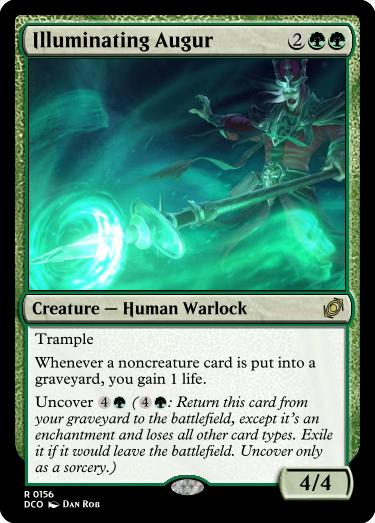 Illuminating Augur 2
Creature — Human Warlock
Trample
Whenever a noncreature card is put into a
graveyard, you gain 1 life.
Uncover 4 (4: Return this card from
your graveyard to the battlefield, except it's an
enchantment and loses all other card types. Exile
it if it would leave the battlefield. Uncover only
as a sorcery.)
4/4
R 0156
DCO Dan Rob